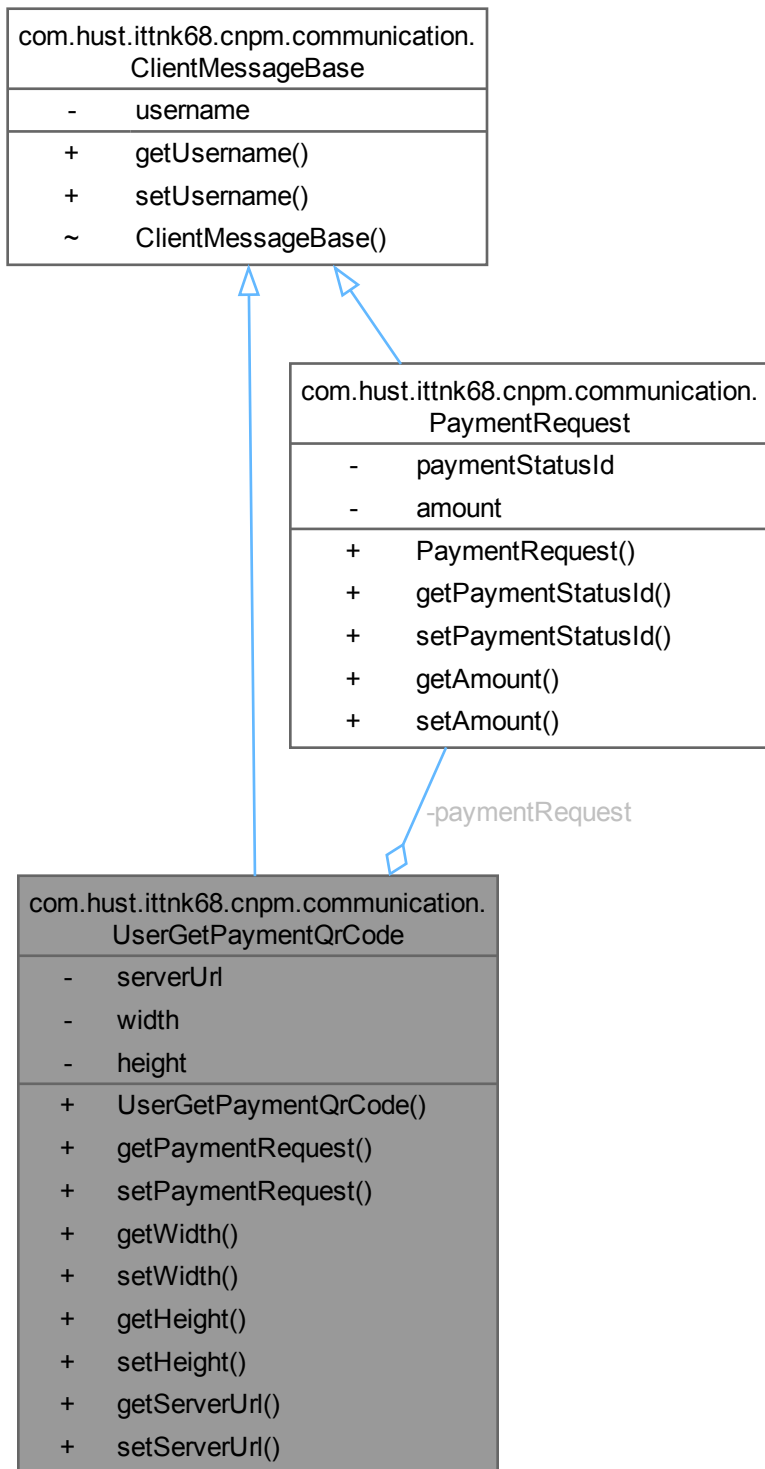 com.hust.ittnk68.cnpm.communication.
ClientMessageBase
- username
+ getUsername()
+ setUsername()
~ ClientMessageBase()
com.hust.ittnk68.cnpm.communication.
PaymentRequest
- paymentStatusId
- amount
+ PaymentRequest()
+ getPaymentStatusId()
+ setPaymentStatusId()
+ getAmount()
+ setAmount()
-paymentRequest
com.hust.ittnk68.cnpm.communication.
UserGetPaymentQrCode
- serverUrl
- width
- height
+ UserGetPaymentQrCode()
+ getPaymentRequest()
+ setPaymentRequest()
+ getWidth()
+ setWidth()
+ getHeight()
+ setHeight()
+ getServerUrl()
+ setServerUrl()